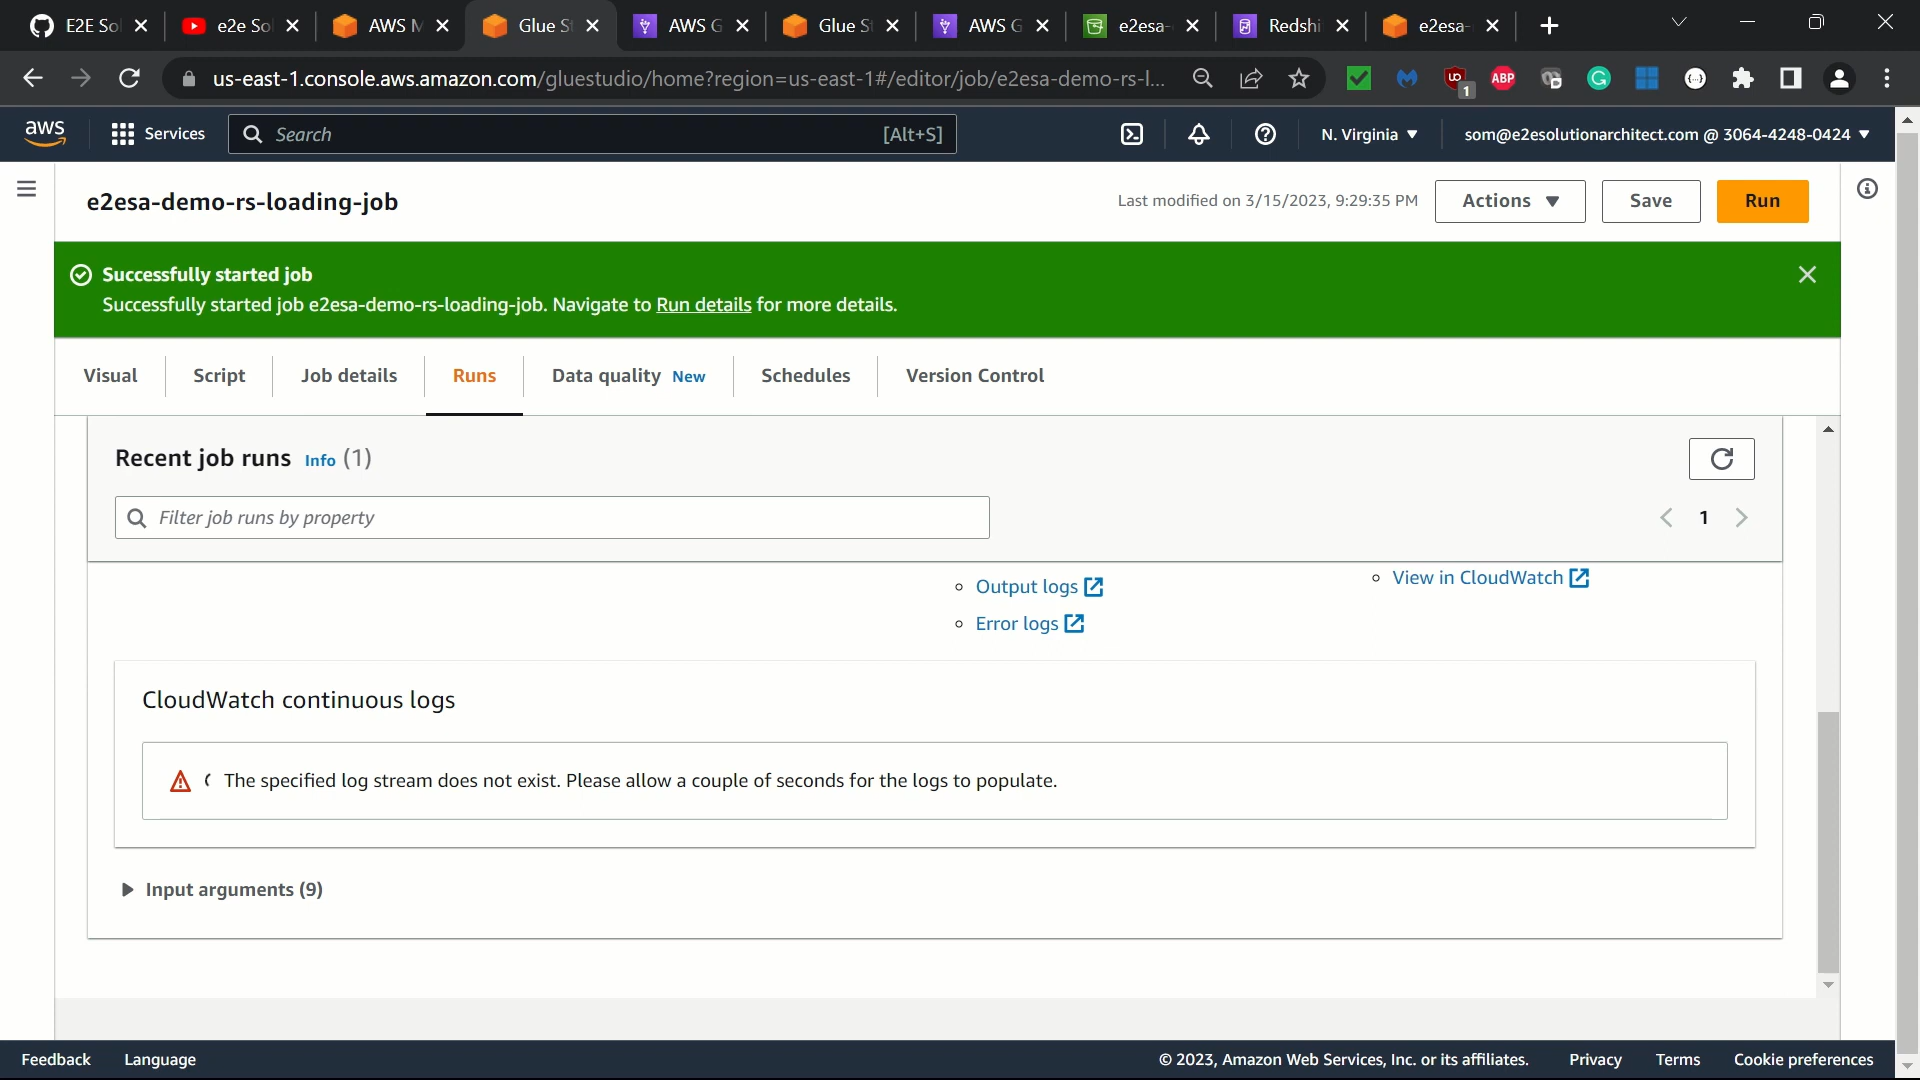 E2E Sol
e2e Sol
AWS M
Glue S
AWS G
Glue St
AWS G
e2esa-
Redshi
e2esa-
us-east-1.console.aws.amazon.com/gluestudio/home?region=us-east-1#/editor/job/e2esa-demo-rs-l...
1
ABP
aws
Services
Search
[Alt+S]
N. Virginia
som@e2esolutionarchitect.com @ 3064-4248-0424
e2esa-demo-rs-loading-job
Last modified on 3/15/2023, 9:29:35 PM
Actions
Save
Run
Successfully started job
Successfully started job e2esa-demo-rs-loading-job. Navigate to Run details for more details.
Visual
Script
Job details
Runs
Data quality New
Schedules
Version Control
Recent job runs Info (1)
Filter job runs by property
1
Output logs
View in CloudWatch
Error logs
CloudWatch continuous logs
The specified log stream does not exist. Please allow a couple of seconds for the logs to populate.
Input arguments (9)
Feedback
Language
© 2023, Amazon Web Services, Inc. or its affiliates.
Privacy
Terms
Cookie preferences